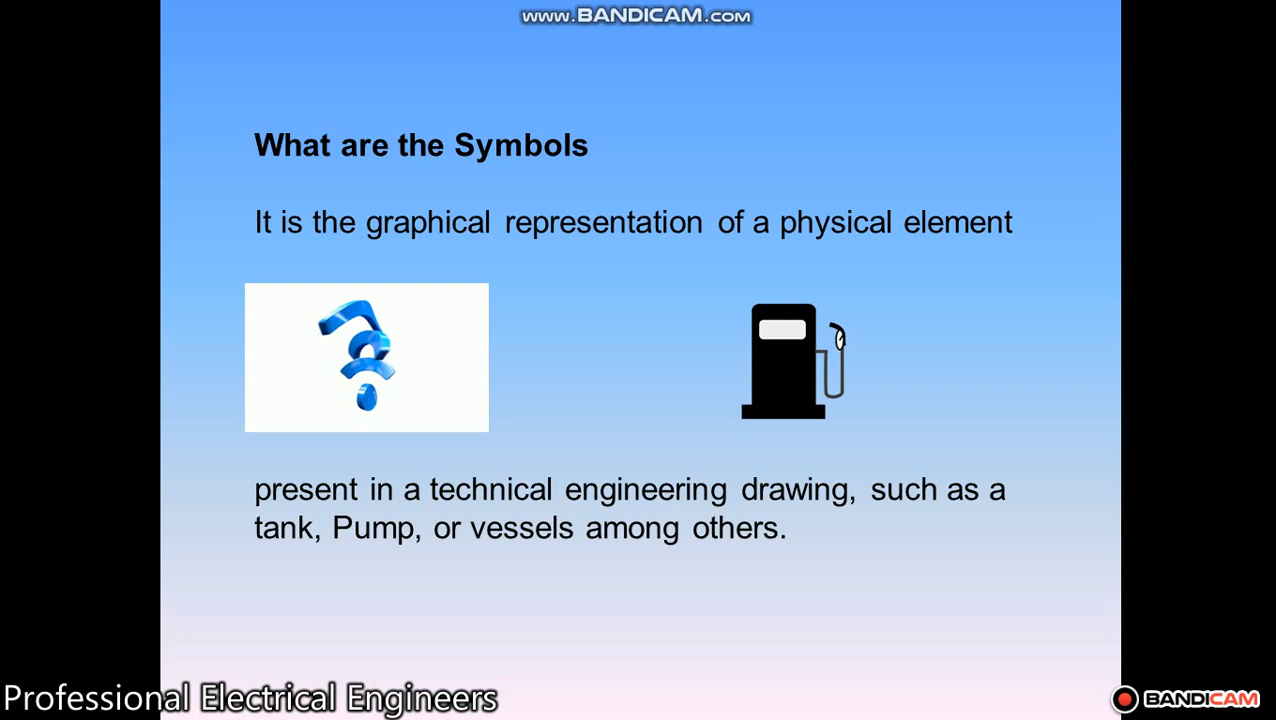 www.BANDICAM.com
What are the Symbols
It is the graphical representation of a physical element
present in a technical engineering drawing, such as a
tank, Pump, or vessels among others.
Professional Electrical Engineers
BANDICAM